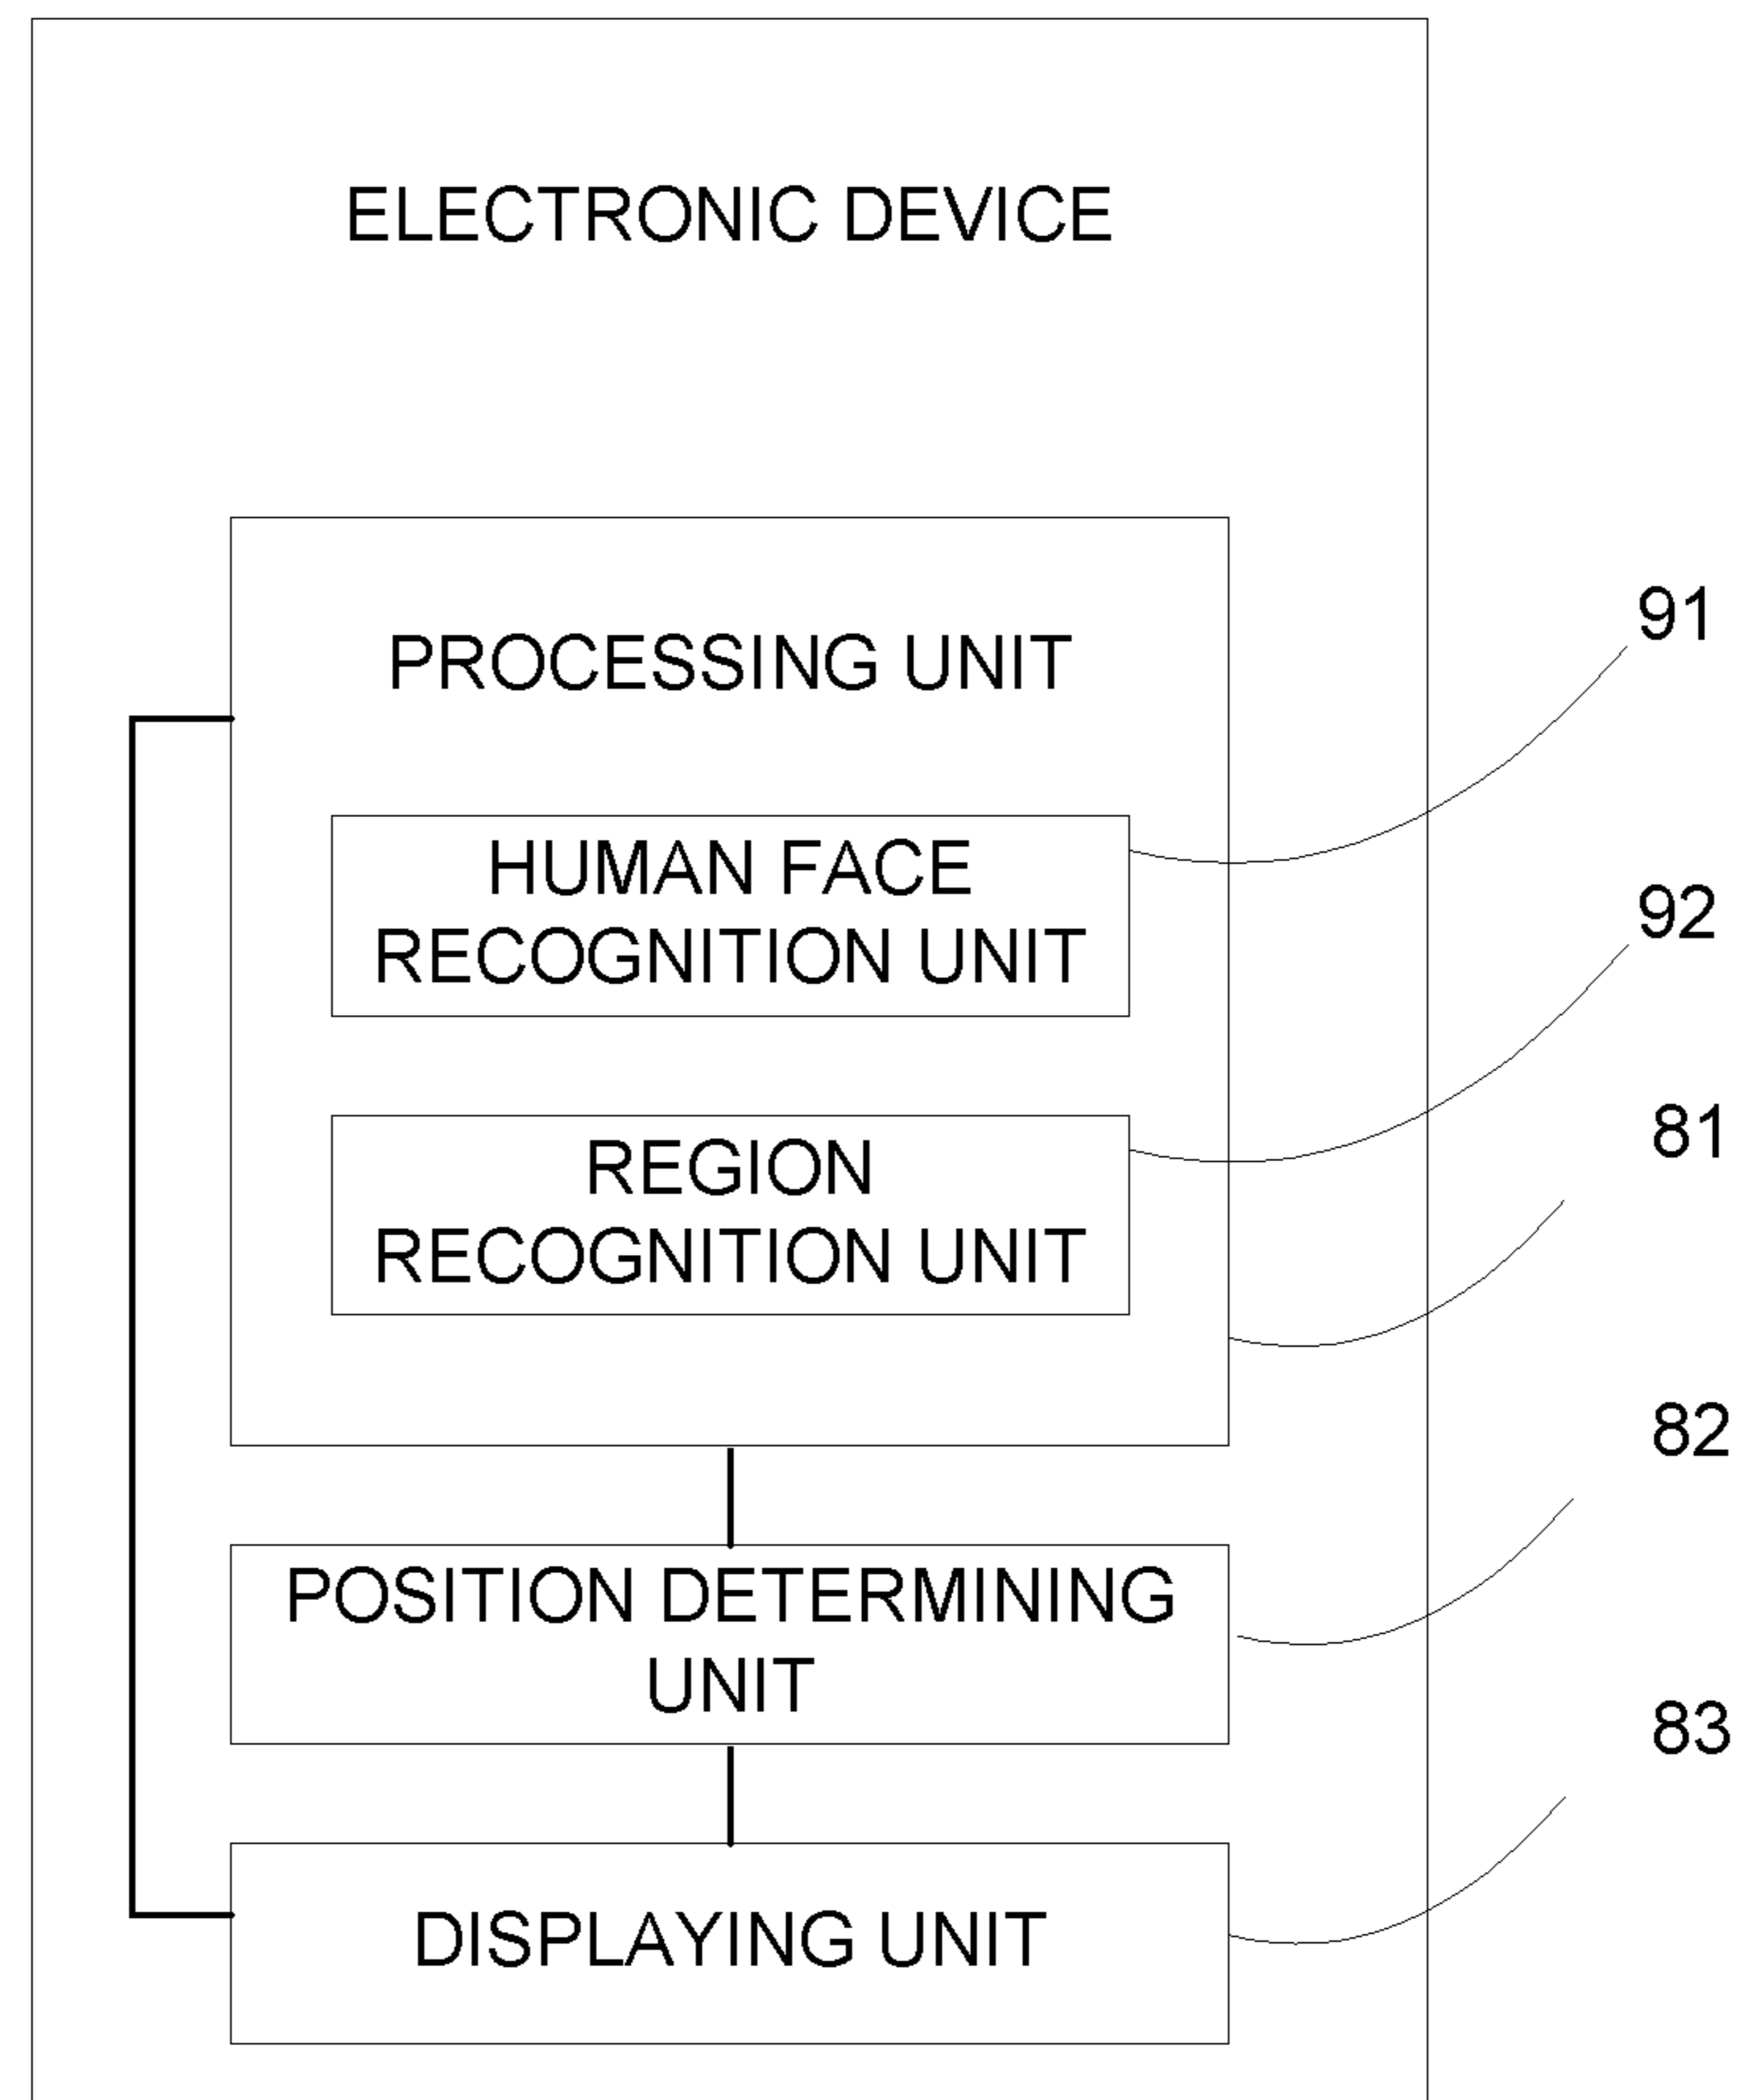 ELECTRONIC DEVICE
PROCESSING UNIT
91
HUMAN FACE
RECOGNITION UNIT
92
REGION
RECOGNITION UNIT
81
82
POSITION DETERMINING
UNIT
83
DISPLAYING UNIT